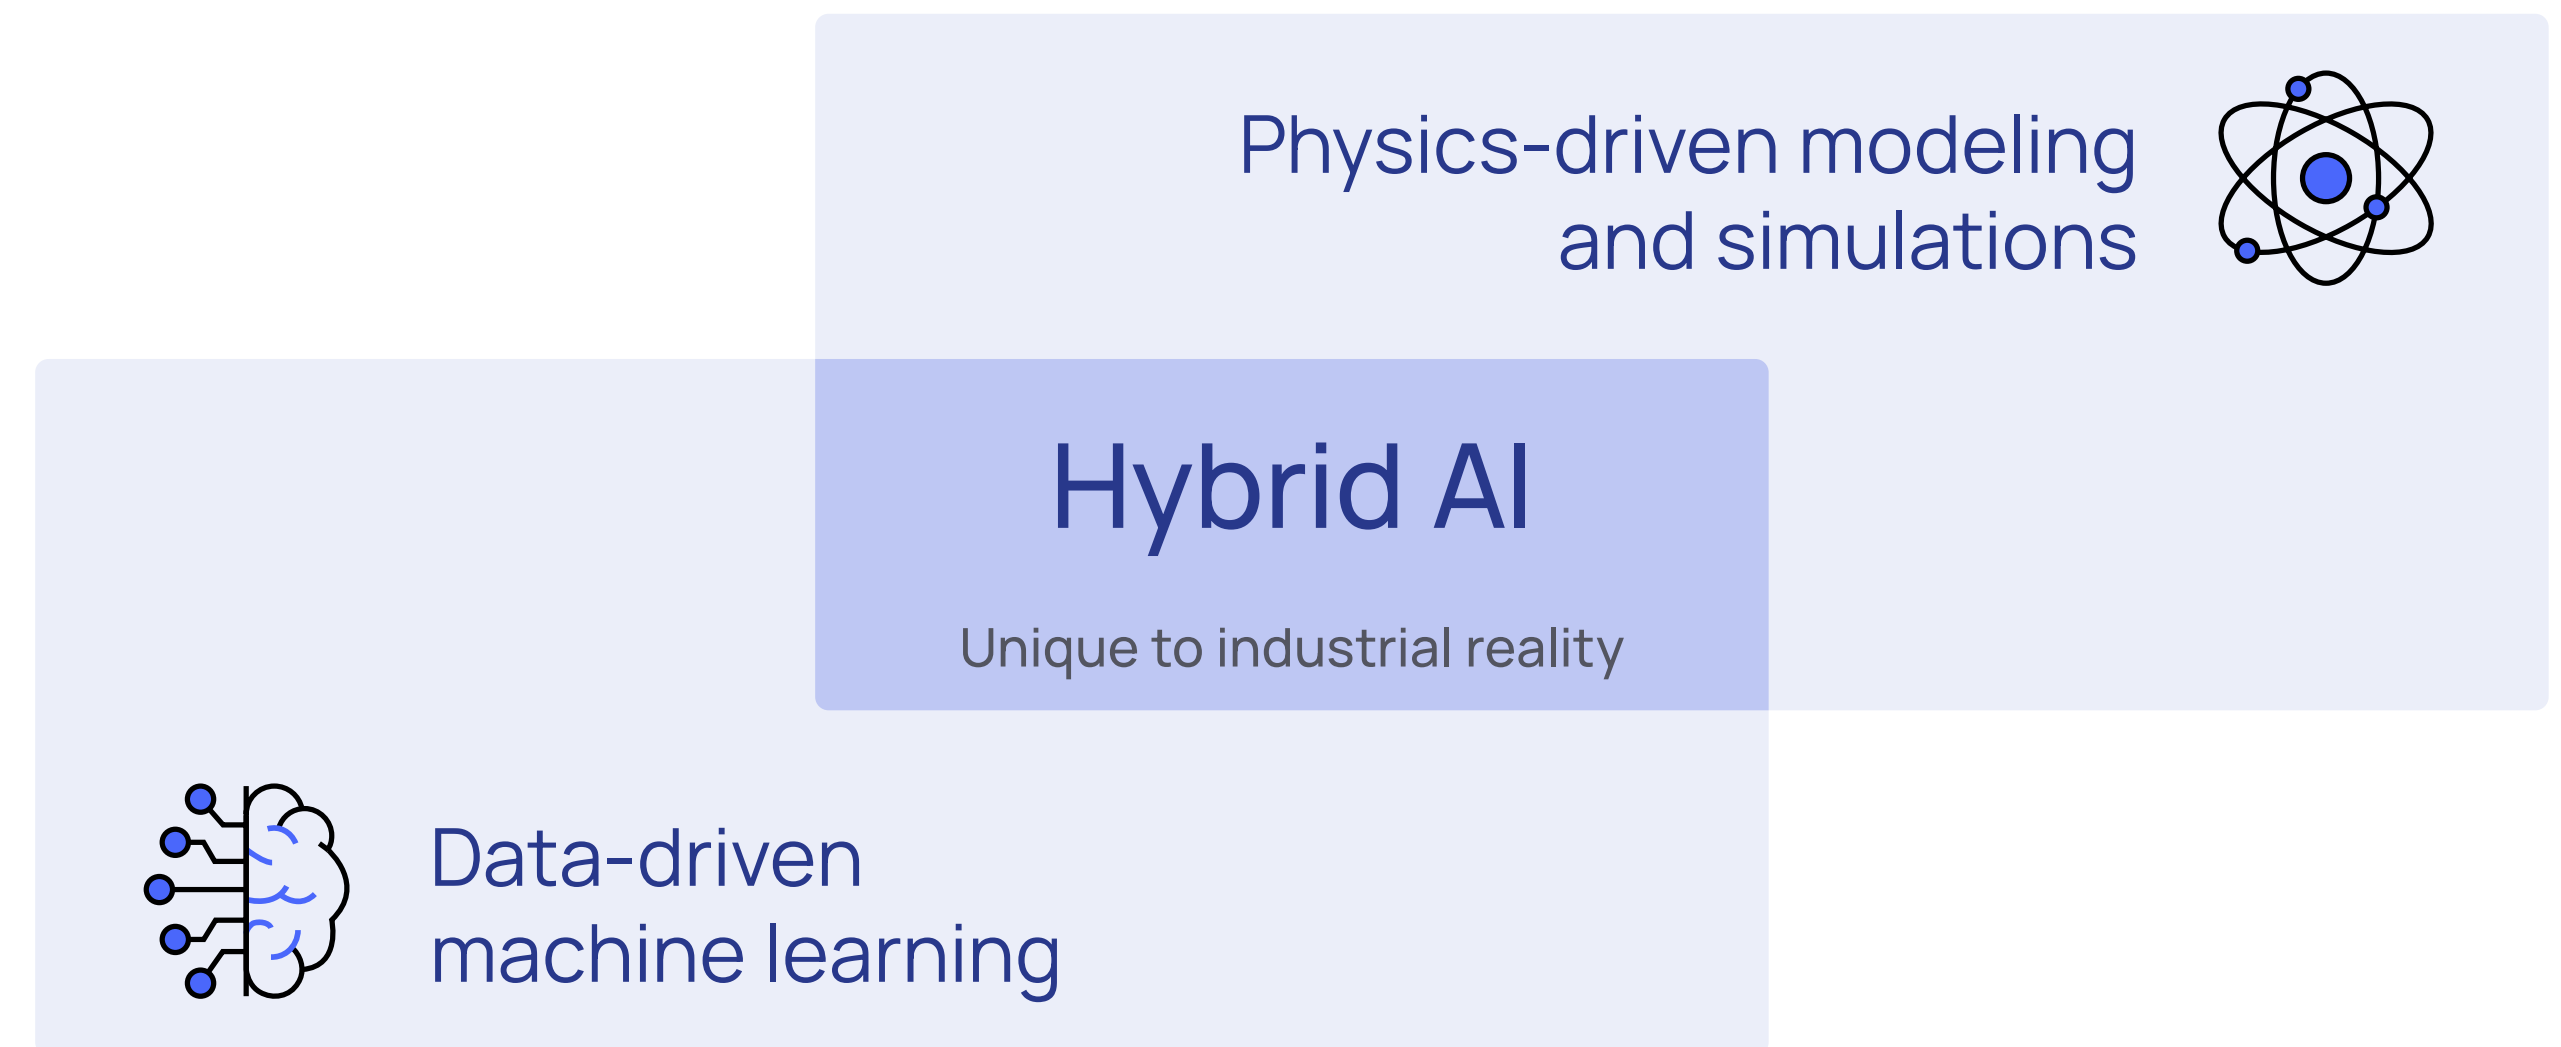 Physics-driven modeling
and simulations
Hybrid AI
Unique to industrial reality
Data-driven
machine learning